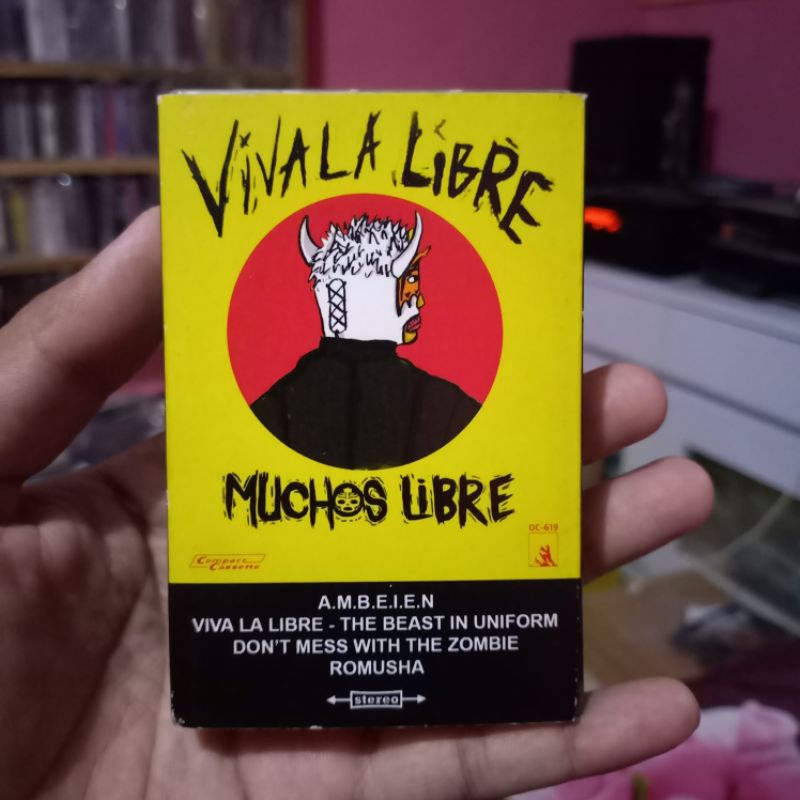 VIVA LA LIBRE
MUCHOS LIBRE
OC-619
Compact
Cassette
A.M.B.E.I.E.N
VIVA LA LIBRE - THE BEAST IN UNIFORM
DON'T MESS WITH THE ZOMBIE
ROMUSHA
stereo